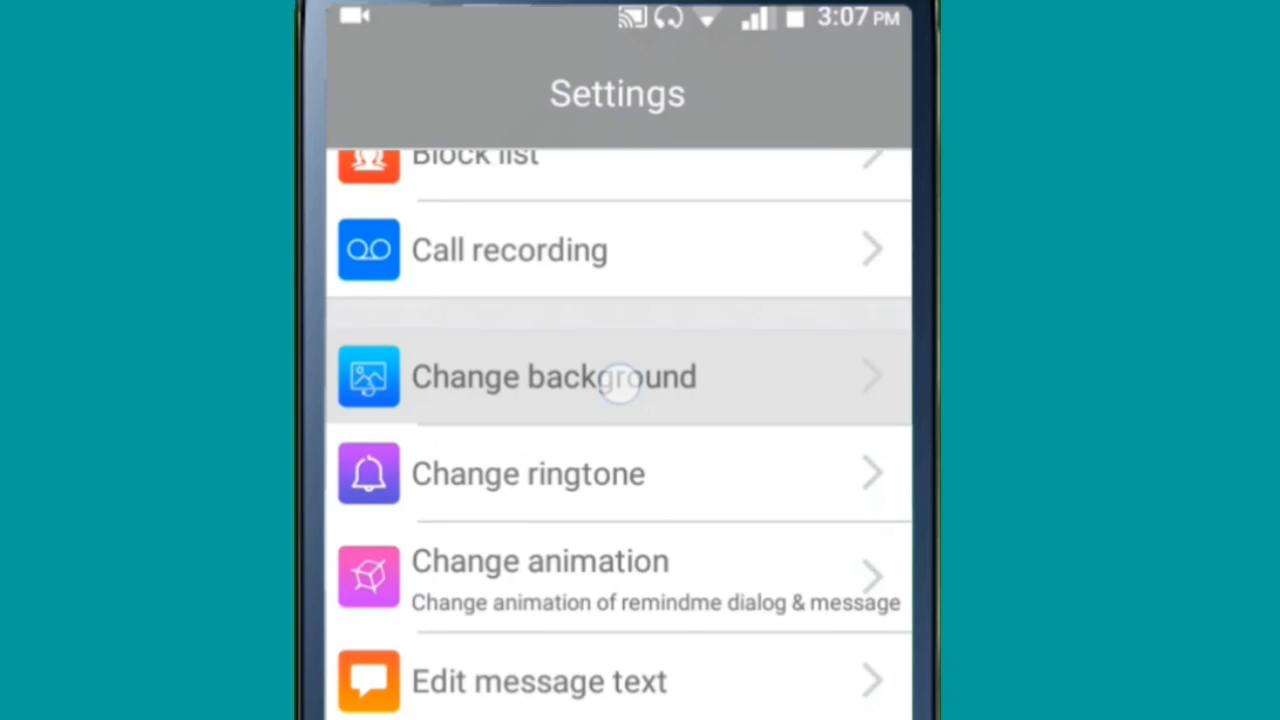 3:07 PM
Settings
Block list
Call recording
Change background
Change ringtone
Change animation
Change animation of remindme dialog & message
Edit message text